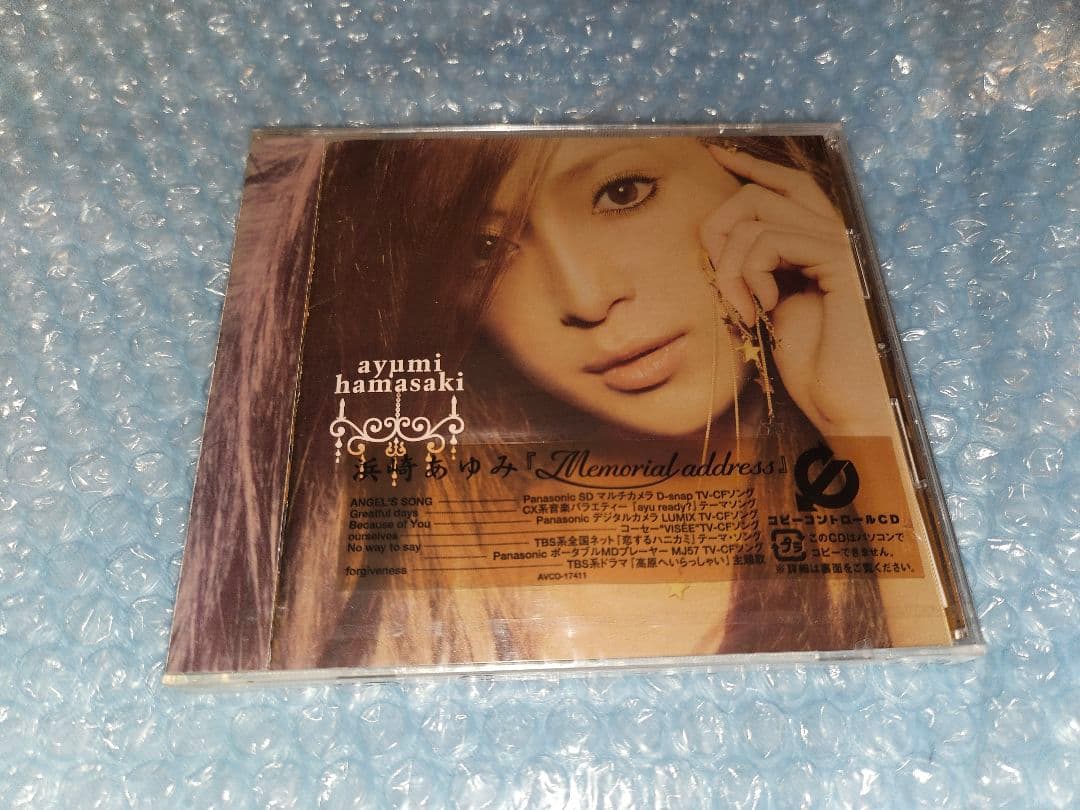 ayumi
hamasaki
浜崎あゆみ『Memorial address』
ANGEL'S SONG Panasonic SD マルチカメラ D-snap TV-CFソング
CX系音楽バラエティー「ayu ready?」テーマソング
Greatful days Panasonic デジタルカメラ LUMIX TV-CFソング
Because of You コーセー"VISÉE"TV-CFソング
ourselves TBS系全国ネット「恋するハニカミ」テーマ・ソング
No way to say Panasonic ポータブルMDプレーヤー MJ57 TV-CFソング
forgiveness TBS系ドラマ「高原へいらっしゃい」主題歌
AVCD-17411
コピーコントロールCD
プラ
このCDはパソコンで
コピーできません。
※詳細は裏面をご覧ください。